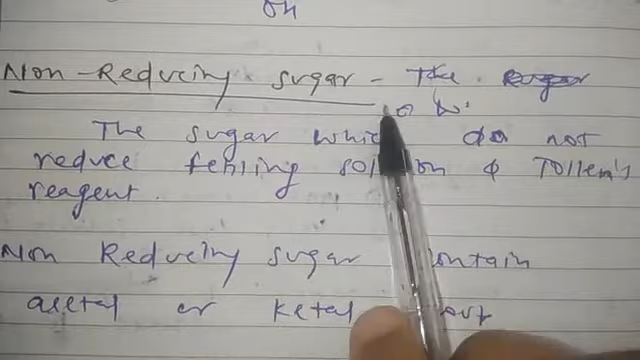 OH
Non-Reducing sugar - The
The sugar which do not
reduce fehling solution & Tollen's
reagent.
Non Reducing sugar contain
acetal or ketal